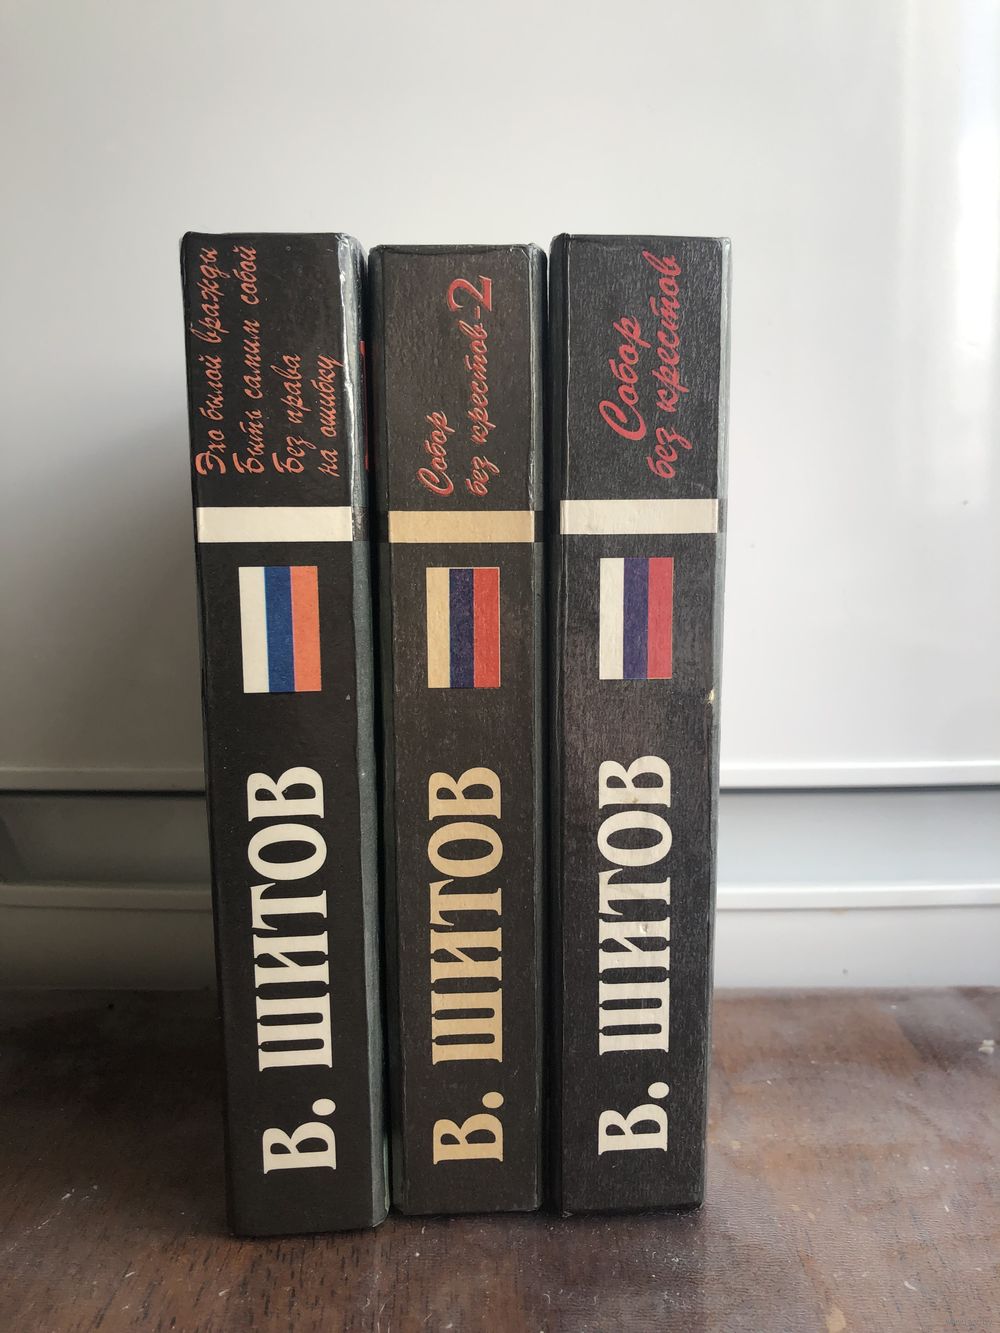 В. ШИТОВ
Эхо былой вражды
Быть самим собой
Без права
на ошибку
В. ШИТОВ
Собор
без крестов-2
В. ШИТОВ
Собор
без крестов